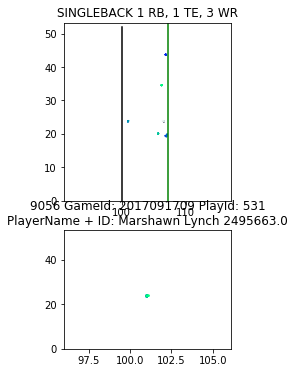 SINGLEBACK 1 RB, 1 TE, 3 WR
50
40
30
20
10
0
100 110
9056 GameId: 2017091709 PlayId: 531
PlayerName + ID: Marshawn Lynch 2495663.0
40
20
0
97.5 100.0 102.5 105.0